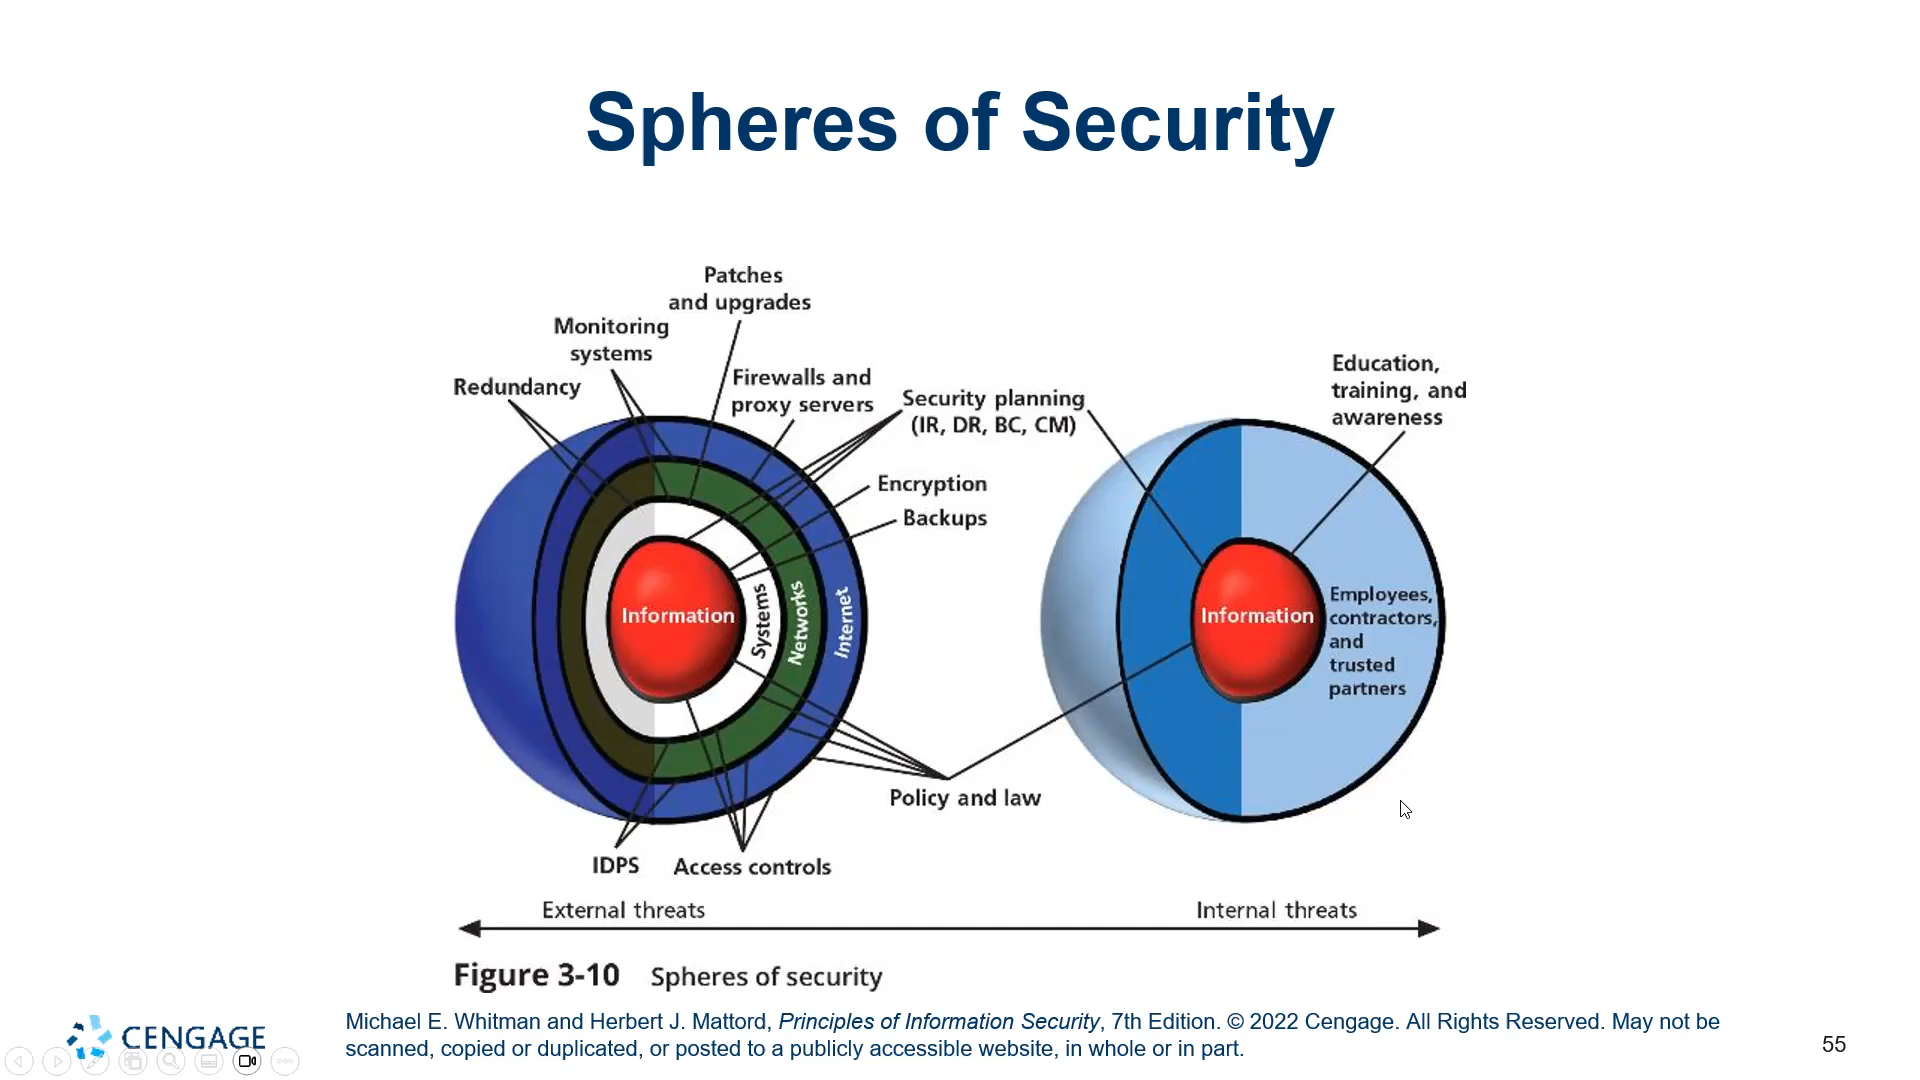 Spheres of Security
Patches
and upgrades
Monitoring
systems
Redundancy
Firewalls and
proxy servers
Security planning
(IR, DR, BC, CM)
Encryption
Backups
Education,
training, and
awareness
Information
Systems
Networks
Internet
Information
Employees,
contractors,
and
trusted
partners
Policy and law
IDPS
Access controls
External threats
Internal threats
Figure 3-10 Spheres of security
CENGAGE
Michael E. Whitman and Herbert J. Mattord, Principles of Information Security, 7th Edition. © 2022 Cengage. All Rights Reserved. May not be
scanned, copied or duplicated, or posted to a publicly accessible website, in whole or in part.
55